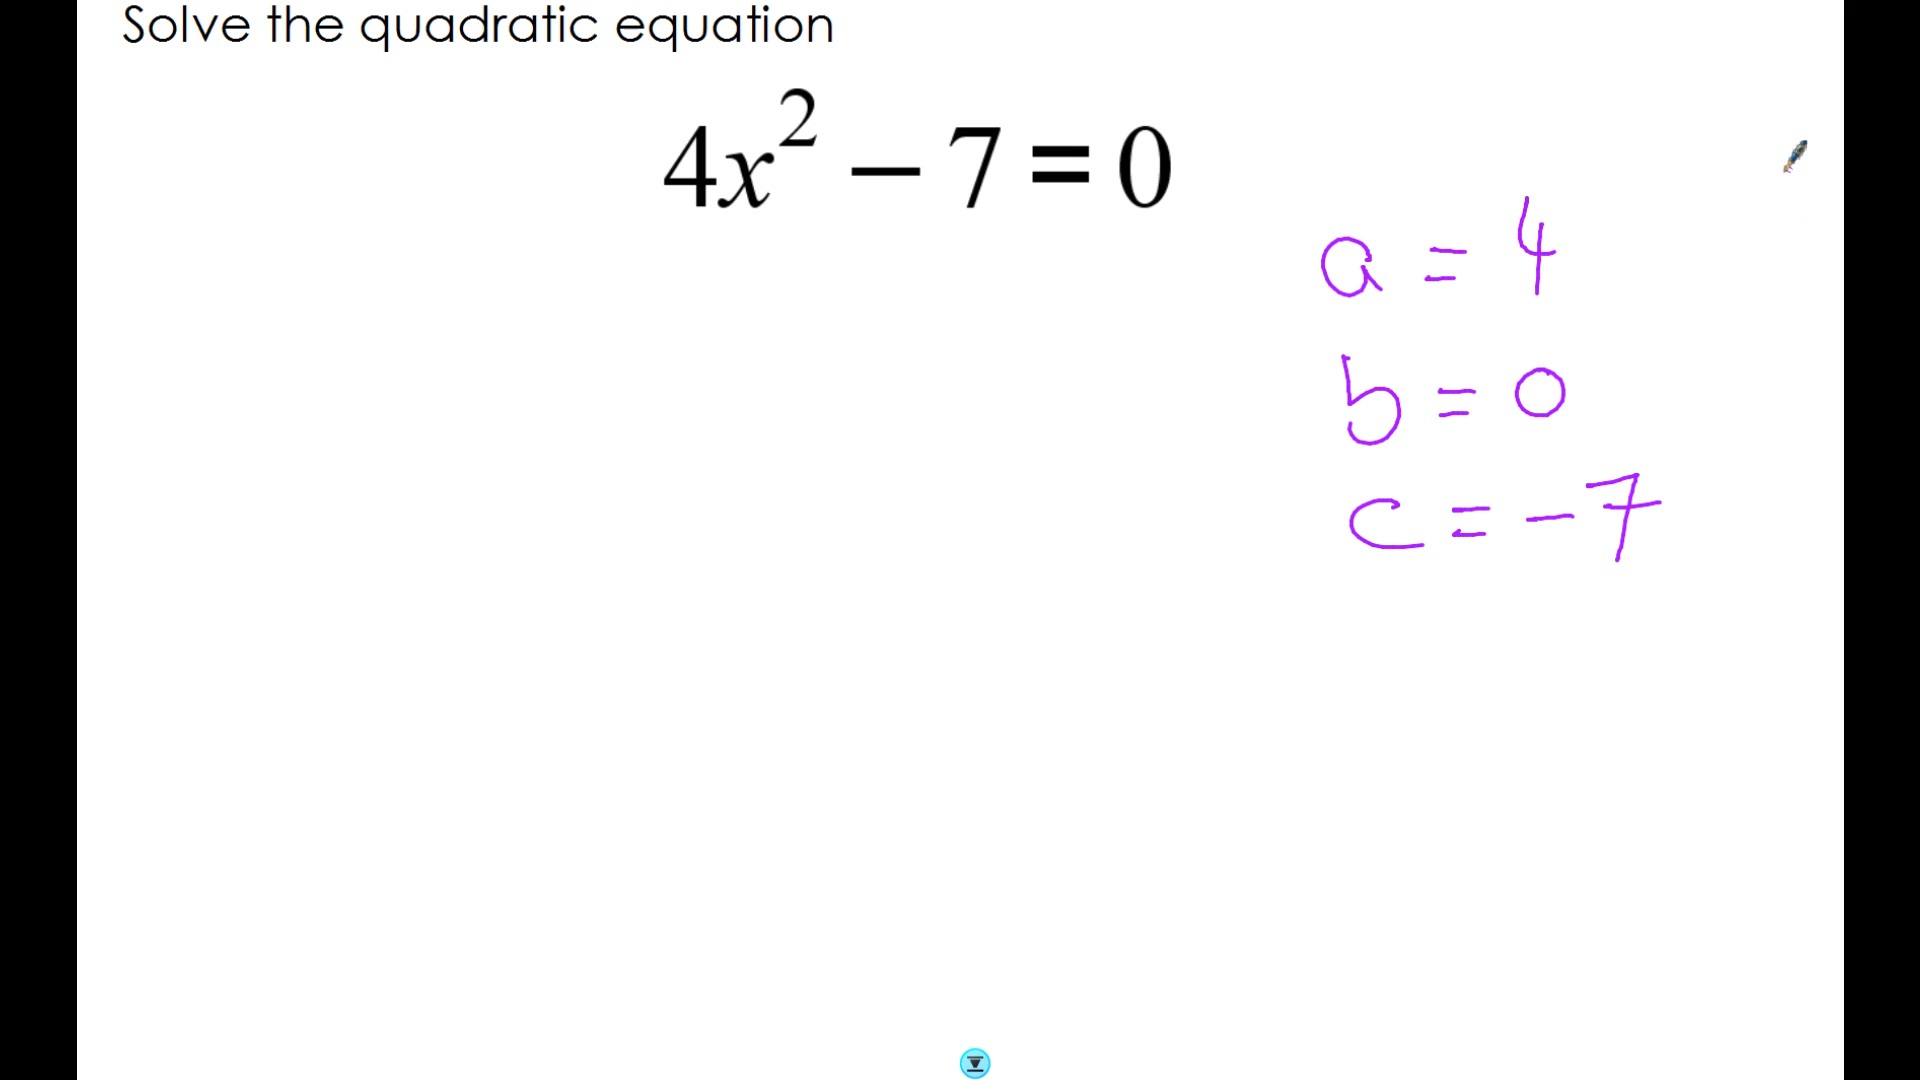 Solve the quadratic equation
4x² − 7 = 0
a = 4
b = 0
c = −7